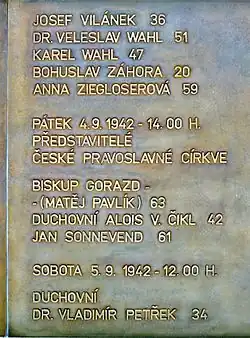 JOSEF VILÁNEK 36
DR. VELESLAV WAHL 51
KAREL WAHL 47
BOHUSLAV ZÁHORA 20
ANNA ZIEGLOSEROVÁ 59
PÁTEK 4.9.1942 - 14.00 H.
PŘEDSTAVITELÉ
ČESKÉ PRAVOSLAVNÉ CÍRKVE
BISKUP GORAZD -
- (MATĚJ PAVLÍK) 63
DUCHOVNÍ ALOIS V. ČIKL 42
JAN SONNEVEND 61
SOBOTA 5.9.1942 - 12.00 H.
DUCHOVNÍ
DR. VLADIMÍR PETŘEK 34